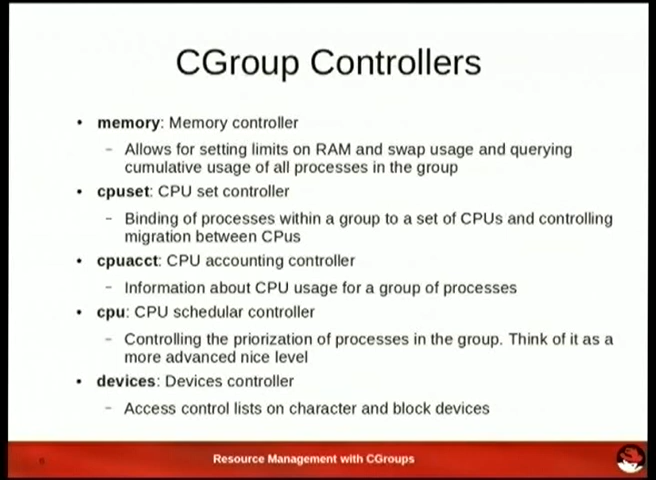 CGroup Controllers
• memory: Memory controller
– Allows for setting limits on RAM and swap usage and querying
cumulative usage of all processes in the group
• cpuset: CPU set controller
– Binding of processes within a group to a set of CPUs and controlling
migration between CPus
• cpuacct: CPU accounting controller
– Information about CPU usage for a group of processes
• cpu: CPU schedular controller
– Controlling the priorization of processes in the group. Think of it as a
more advanced nice level
• devices: Devices controller
– Access control lists on character and block devices
Resource Management with CGroups